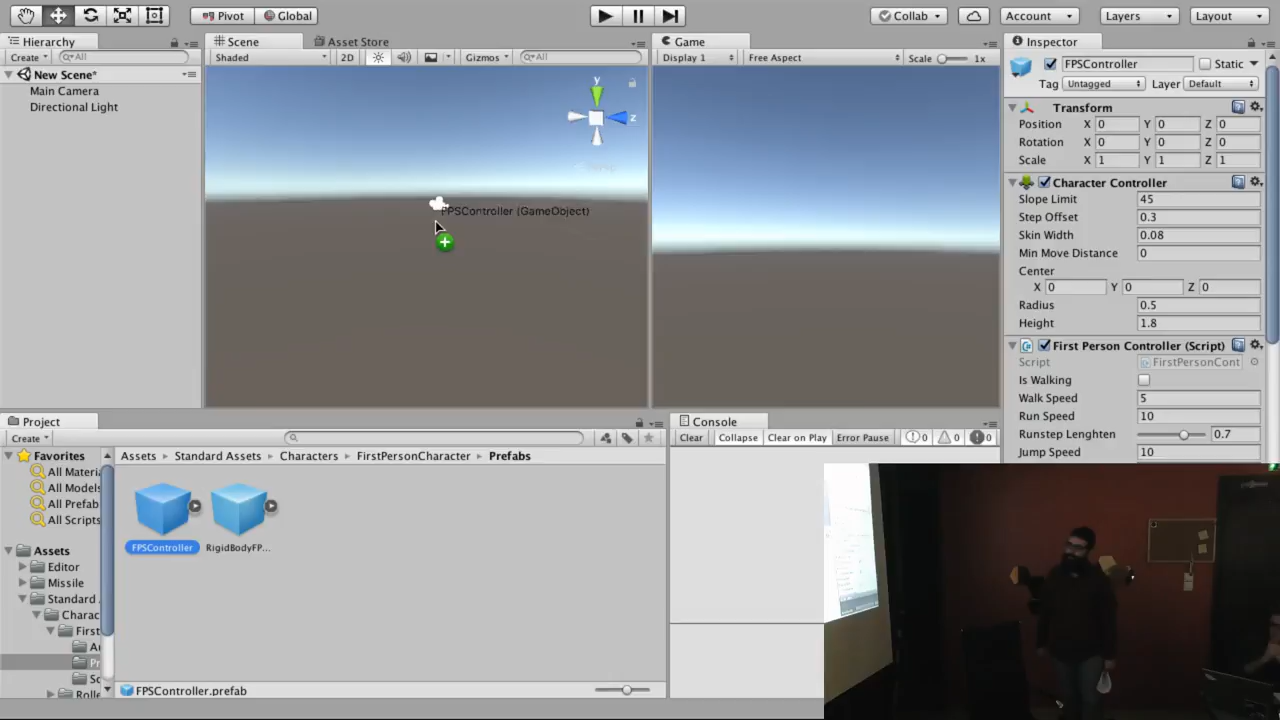 Pivot Global Collab Account Layers Layout
Hierarchy
Create All
New Scene*
Main Camera
Directional Light
Scene Asset Store
Shaded 2D Gizmos All
y
z
FPSController (GameObject)
Game
Display 1 Free Aspect Scale 1x
Inspector
FPSController Static
Tag Untagged Layer Default
Transform
Position X 0 Y 0 Z 0
Rotation X 0 Y 0 Z 0
Scale X 1 Y 1 Z 1
Character Controller
Slope Limit 45
Step Offset 0.3
Skin Width 0.08
Min Move Distance 0
Center
X 0 Y 0 Z 0
Radius 0.5
Height 1.8
First Person Controller (Script)
Script FirstPersonCont
Is Walking
Walk Speed 5
Run Speed 10
Runstep Lenghten 0.7
Jump Speed 10
Project
Create
Favorites
All Materi
All Models
All Prefab
All Scripts
Assets
Editor
Missile
Standard
Charac
First
A
Pr
Sc
Rolle
Assets Standard Assets Characters FirstPersonCharacter Prefabs
FPSController RigidBodyFP...
FPSController.prefab
Console
Clear Collapse Clear on Play Error Pause 0 0 0